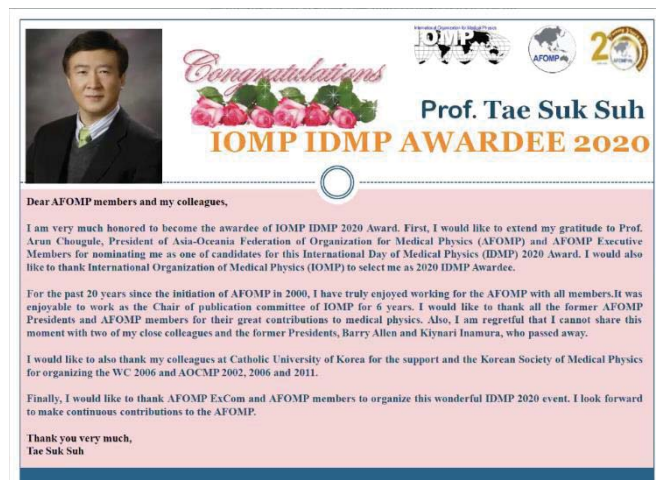 International Organization for Medical Physics
IOMP
AFOMP
20
AFOMP
Congratulations
Prof. Tae Suk Suh
IOMP IDMP AWARDEE 2020
Dear AFOMP members and my colleagues,
I am very much honored to become the awardee of IOMP IDMP 2020 Award. First, I would like to extend my gratitude to Prof.
Arun Chougule, President of Asia-Oceania Federation of Organization for Medical Physics (AFOMP) and AFOMP Executive
Members for nominating me as one of candidates for this International Day of Medical Physics (IDMP) 2020 Award. I would also
like to thank International Organization of Medical Physics (IOMP) to select me as 2020 IDMP Awardee.
For the past 20 years since the initiation of AFOMP in 2000, I have truly enjoyed working for the AFOMP with all members.It was
enjoyable to work as the Chair of publication committee of IOMP for 6 years. I would like to thank all the former AFOMP
Presidents and AFOMP members for their great contributions to medical physics. Also, I am regretful that I cannot share this
moment with two of my close colleagues and the former Presidents, Barry Allen and Kiynari Inamura, who passed away.
I would like to also thank my colleagues at Catholic University of Korea for the support and the Korean Society of Medical Physics
for organizing the WC 2006 and AOCMP 2002, 2006 and 2011.
Finally, I would like to thank AFOMP ExCom and AFOMP members to organize this wonderful IDMP 2020 event. I look forward
to make continuous contributions to the AFOMP.
Thank you very much,
Tae Suk Suh